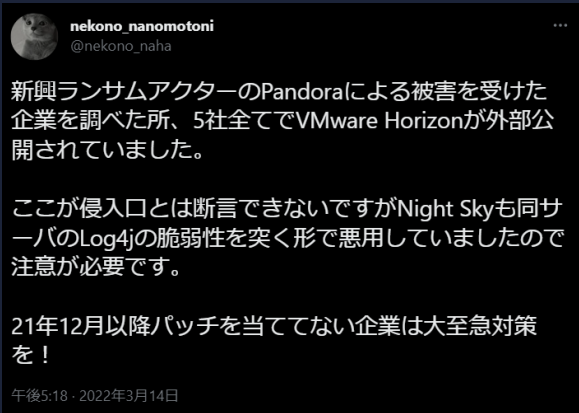 nekono_nanomotoni
@nekono_naha
新興ランサムアクターのPandoraによる被害を受けた
企業を調べた所、5社全てでVMware Horizonが外部公
開されていました。
ここが侵入口とは断言できないですがNight Skyも同サ
ーバのLog4jの脆弱性を突く形で悪用していましたので
注意が必要です。
21年12月以降パッチを当ててない企業は大至急対策
を！
午後5:18 · 2022年3月14日